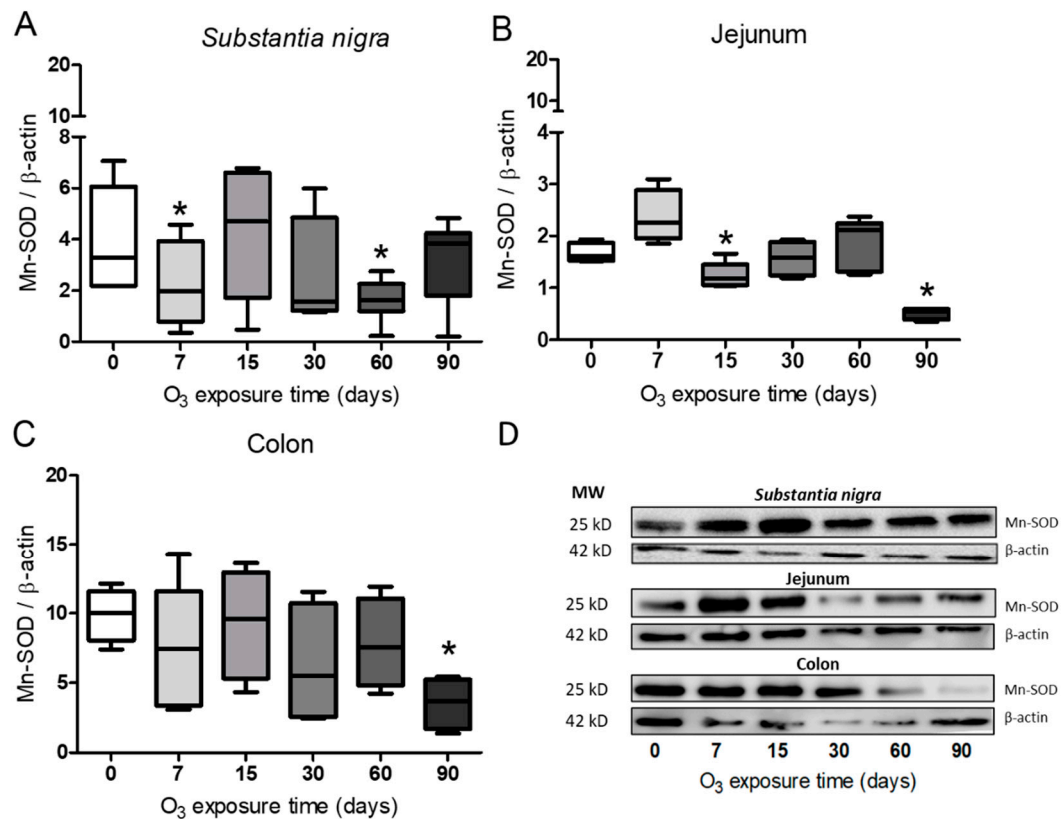 A
Substantia nigra
Mn-SOD / β-actin
20
10
8
6
4
2
0
*
*
0 7 15 30 60 90
O3 exposure time (days)
B
Jejunum
Mn-SOD / β-actin
20
10
4
3
2
1
0
*
*
0 7 15 30 60 90
O3 exposure time (days)
C
Colon
Mn-SOD / β-actin
20
15
10
5
0
*
0 7 15 30 60 90
O3 exposure time (days)
D
MW
Substantia nigra
25 kD Mn-SOD
42 kD β-actin
Jejunum
25 kD Mn-SOD
42 kD β-actin
Colon
25 kD Mn-SOD
42 kD β-actin
0 7 15 30 60 90
O3 exposure time (days)